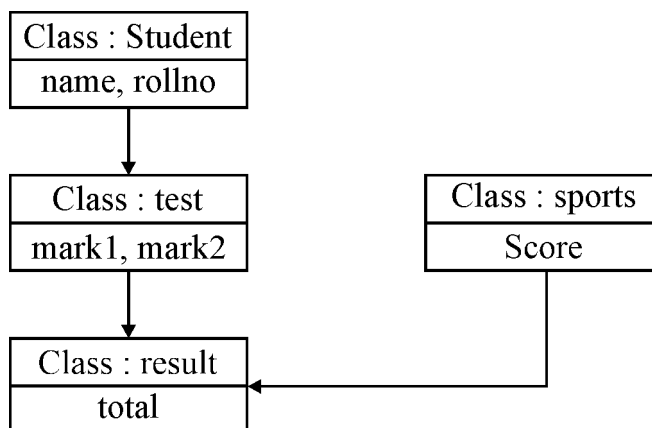 Class : Student
name, rollno
Class : test
mark1, mark2
Class : sports
Score
Class : result
total